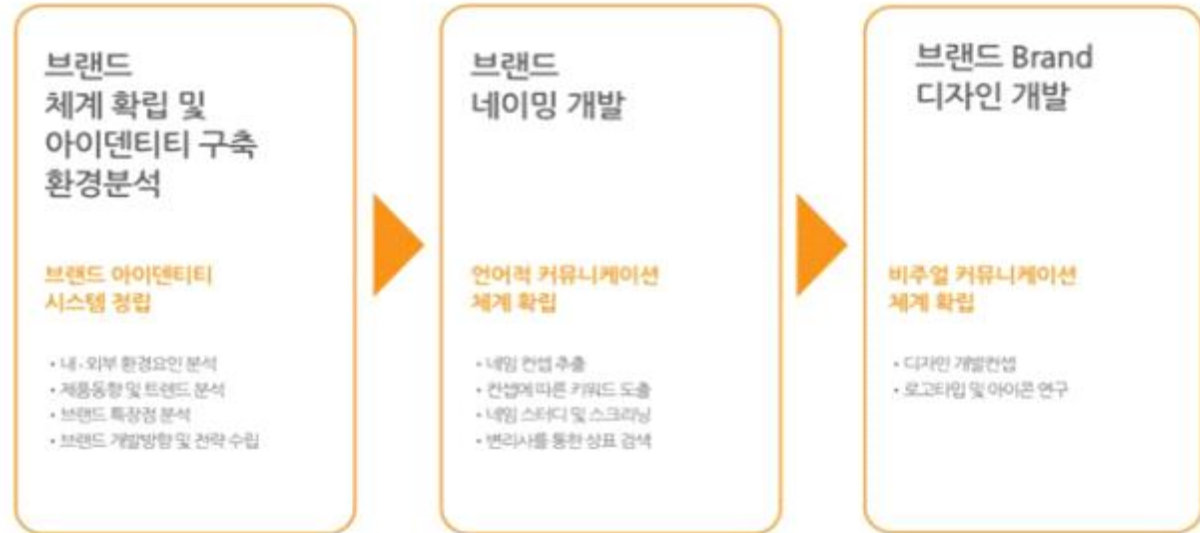 브랜드
체계 확립 및
아이덴티티 구축
환경분석
브랜드 아이덴티티
시스템 정립
• 내·외부 환경요인 분석
• 제품동향 및 트렌드 분석
• 브랜드 특장점 분석
• 브랜드 개발방향 및 전략 수립
브랜드
네이밍 개발
언어적 커뮤니케이션
체계 확립
• 네임 컨셉 추출
• 컨셉에 따른 키워드 도출
• 네임 스터디 및 스크리닝
• 변리사를 통한 상표 검색
브랜드 Brand
디자인 개발
비주얼 커뮤니케이션
체계 확립
• 디자인 개발컨셉
• 로고타입 및 아이콘 연구